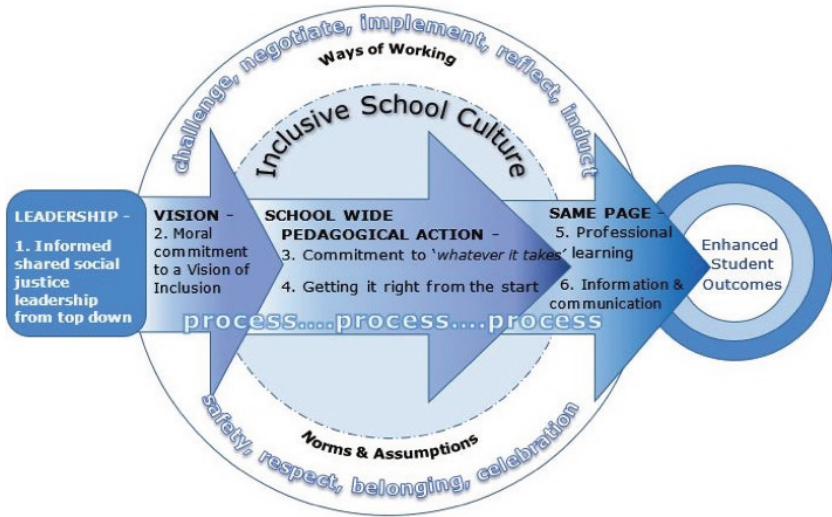 challenge, negotiate, implement, reflect, induct
Ways of Working
Inclusive School Culture
LEADERSHIP -
1. Informed
shared social
justice
leadership
from top down
VISION -
2. Moral
commitment
to a Vision of
Inclusion
SCHOOL WIDE
PEDAGOGICAL ACTION -
3. Commitment to ‘whatever it takes’
4. Getting it right from the start
SAME PAGE -
5. Professional
learning
6. Information &
communication
Enhanced
Student
Outcomes
process....process....process
Norms & Assumptions
safety, respect, belonging, celebration